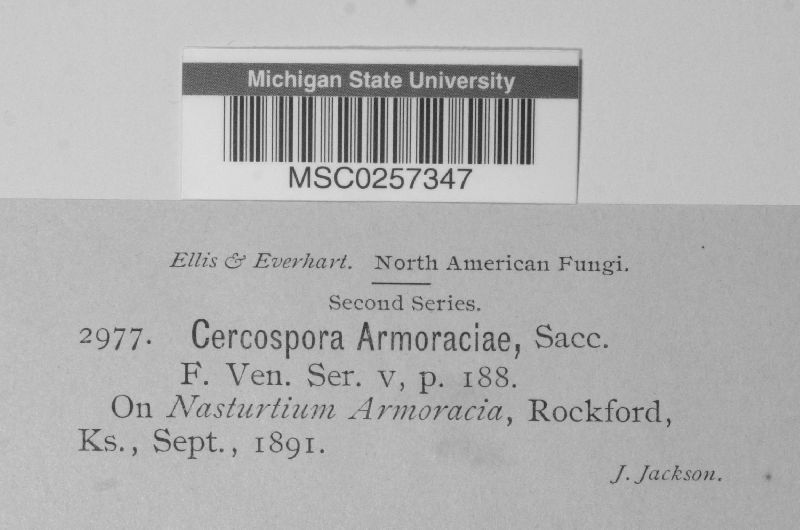 Michigan State University
MSC0257347
Ellis & Everhart. North American Fungi.
Second Series.
2977. Cercospora Armoraciae, Sacc.
F. Ven. Ser. v, p. 188.
On Nasturtium Armoracia, Rockford,
Ks., Sept., 1891.
J. Jackson.